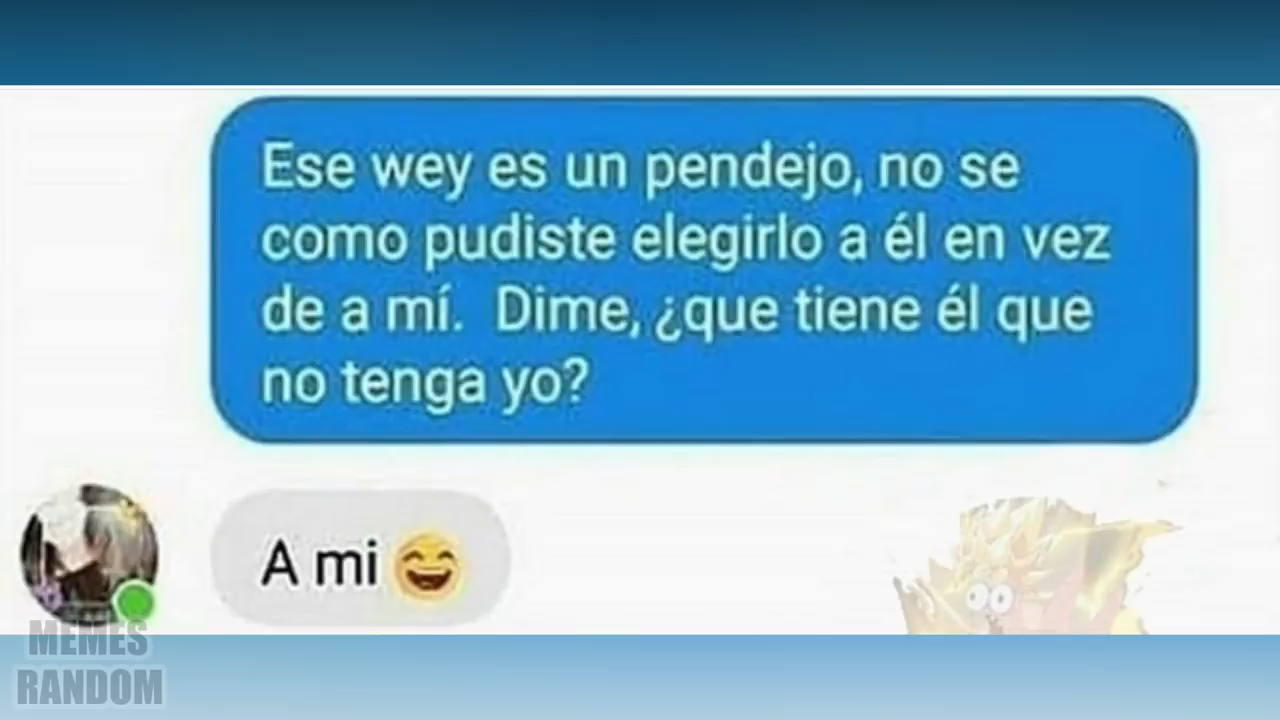 Ese wey es un pendejo, no se
como pudiste elegirlo a él en vez
de a mí. Dime, ¿que tiene él que
no tenga yo?
A mi 😄
MEMES
RANDOM